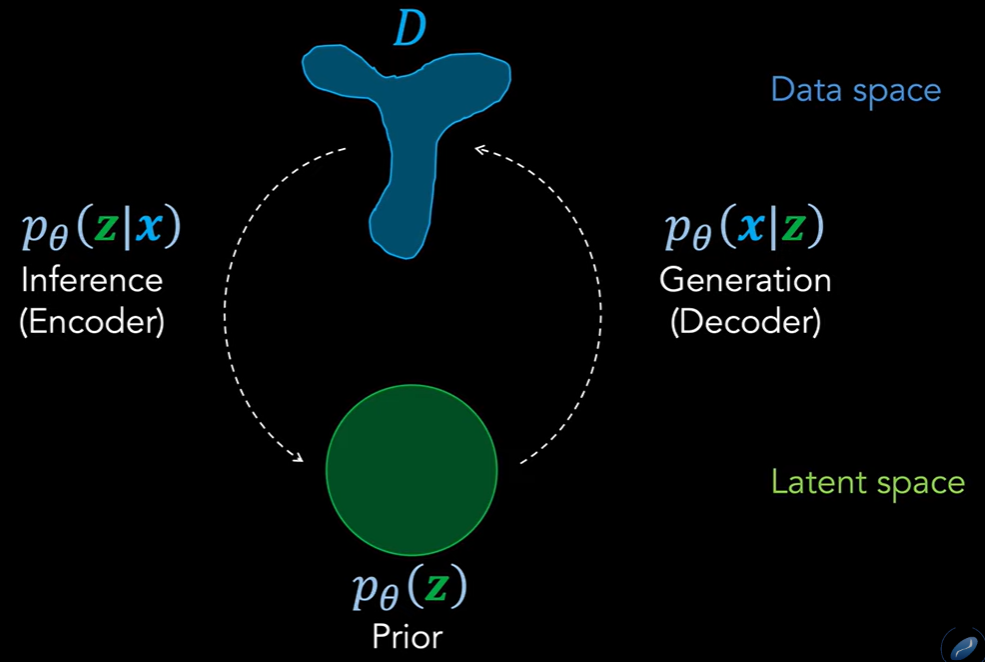 D
Data space
pθ(z|x)
Inference
(Encoder)
pθ(x|z)
Generation
(Decoder)
Latent space
pθ(z)
Prior